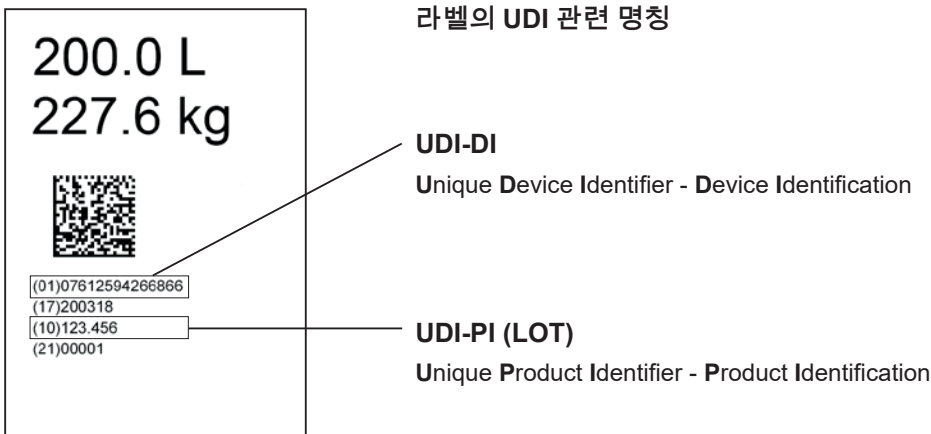 라벨의 UDI 관련 명칭
200.0 L
227.6 kg
UDI-DI
Unique Device Identifier - Device Identification
(01)07612594266866
(17)200318
(10)123.456
(21)00001
UDI-PI (LOT)
Unique Product Identifier - Product Identification